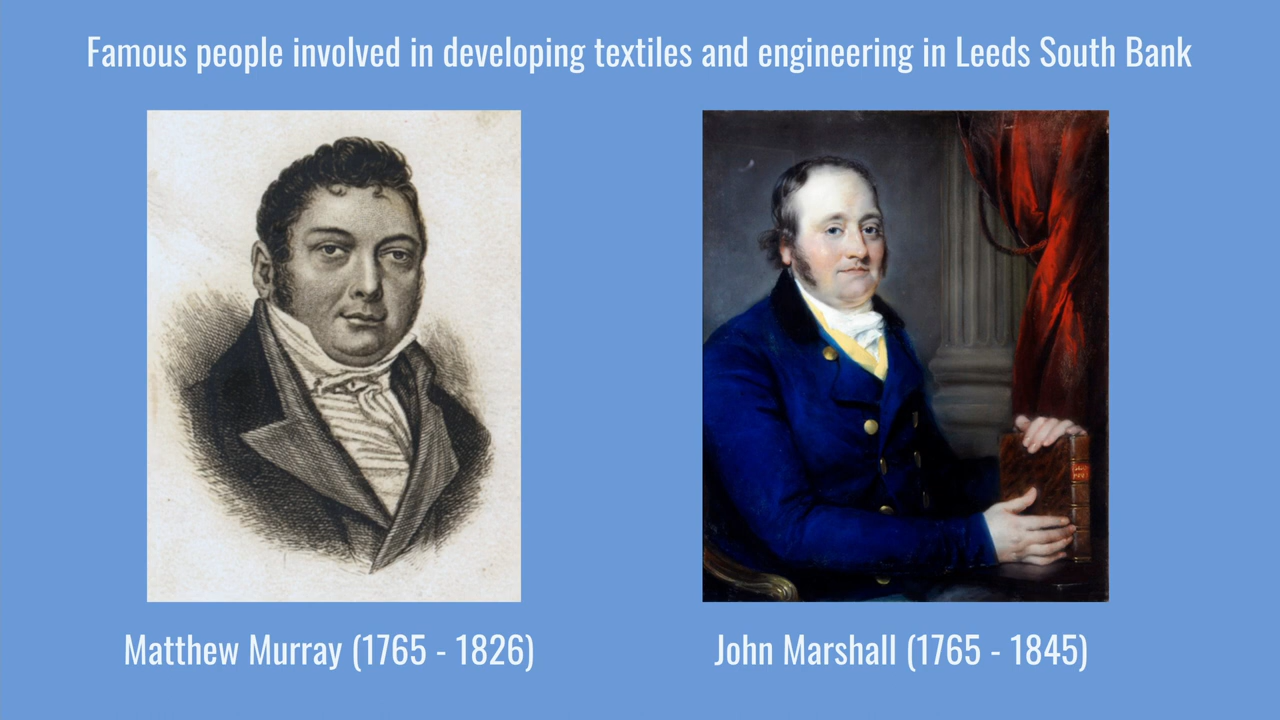 Famous people involved in developing textiles and engineering in Leeds South Bank
Matthew Murray (1765 - 1826)
John Marshall (1765 - 1845)